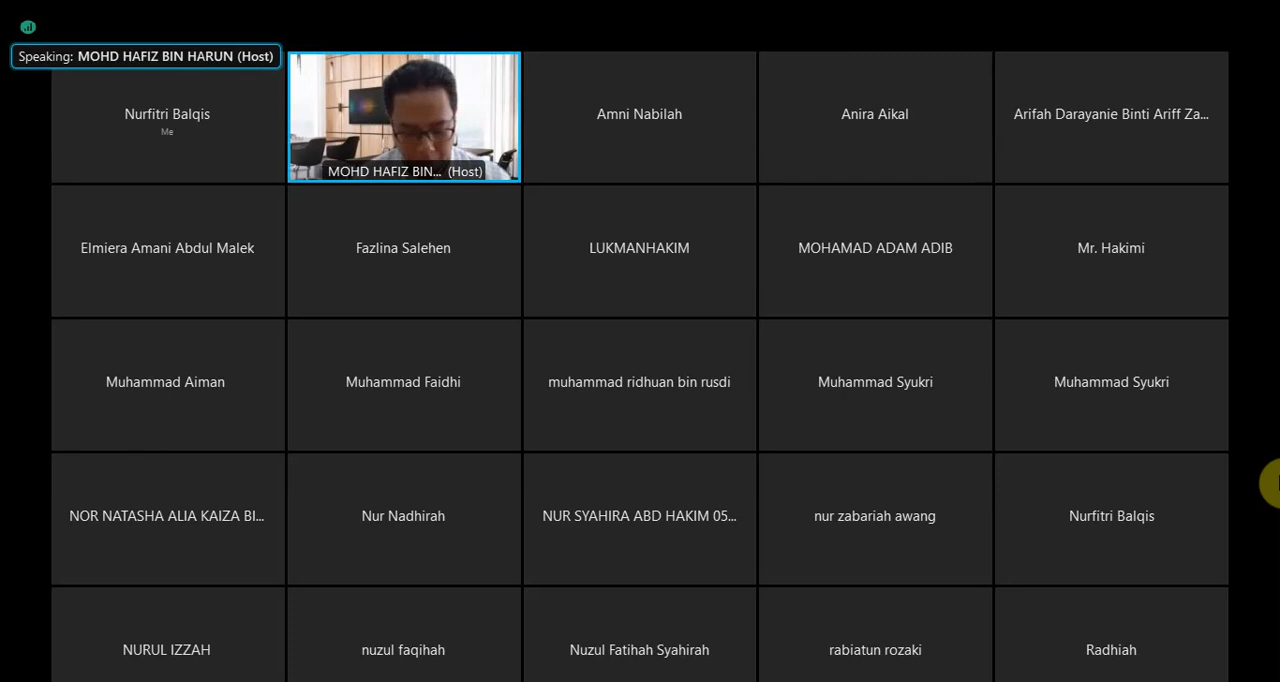 Speaking: MOHD HAFIZ BIN HARUN (Host)
Nurfitri Balqis
Me
MOHD HAFIZ BIN... (Host)
Amni Nabilah
Anira Aikal
Arifah Darayanie Binti Ariff Za...
Elmiera Amani Abdul Malek
Fazlina Salehen
LUKMANHAKIM
MOHAMAD ADAM ADIB
Mr. Hakimi
Muhammad Aiman
Muhammad Faidhi
muhammad ridhuan bin rusdi
Muhammad Syukri
Muhammad Syukri
NOR NATASHA ALIA KAIZA BI...
Nur Nadhirah
NUR SYAHIRA ABD HAKIM 05...
nur zabariah awang
Nurfitri Balqis
NURUL IZZAH
nuzul faqihah
Nuzul Fatihah Syahirah
rabiatun rozaki
Radhiah